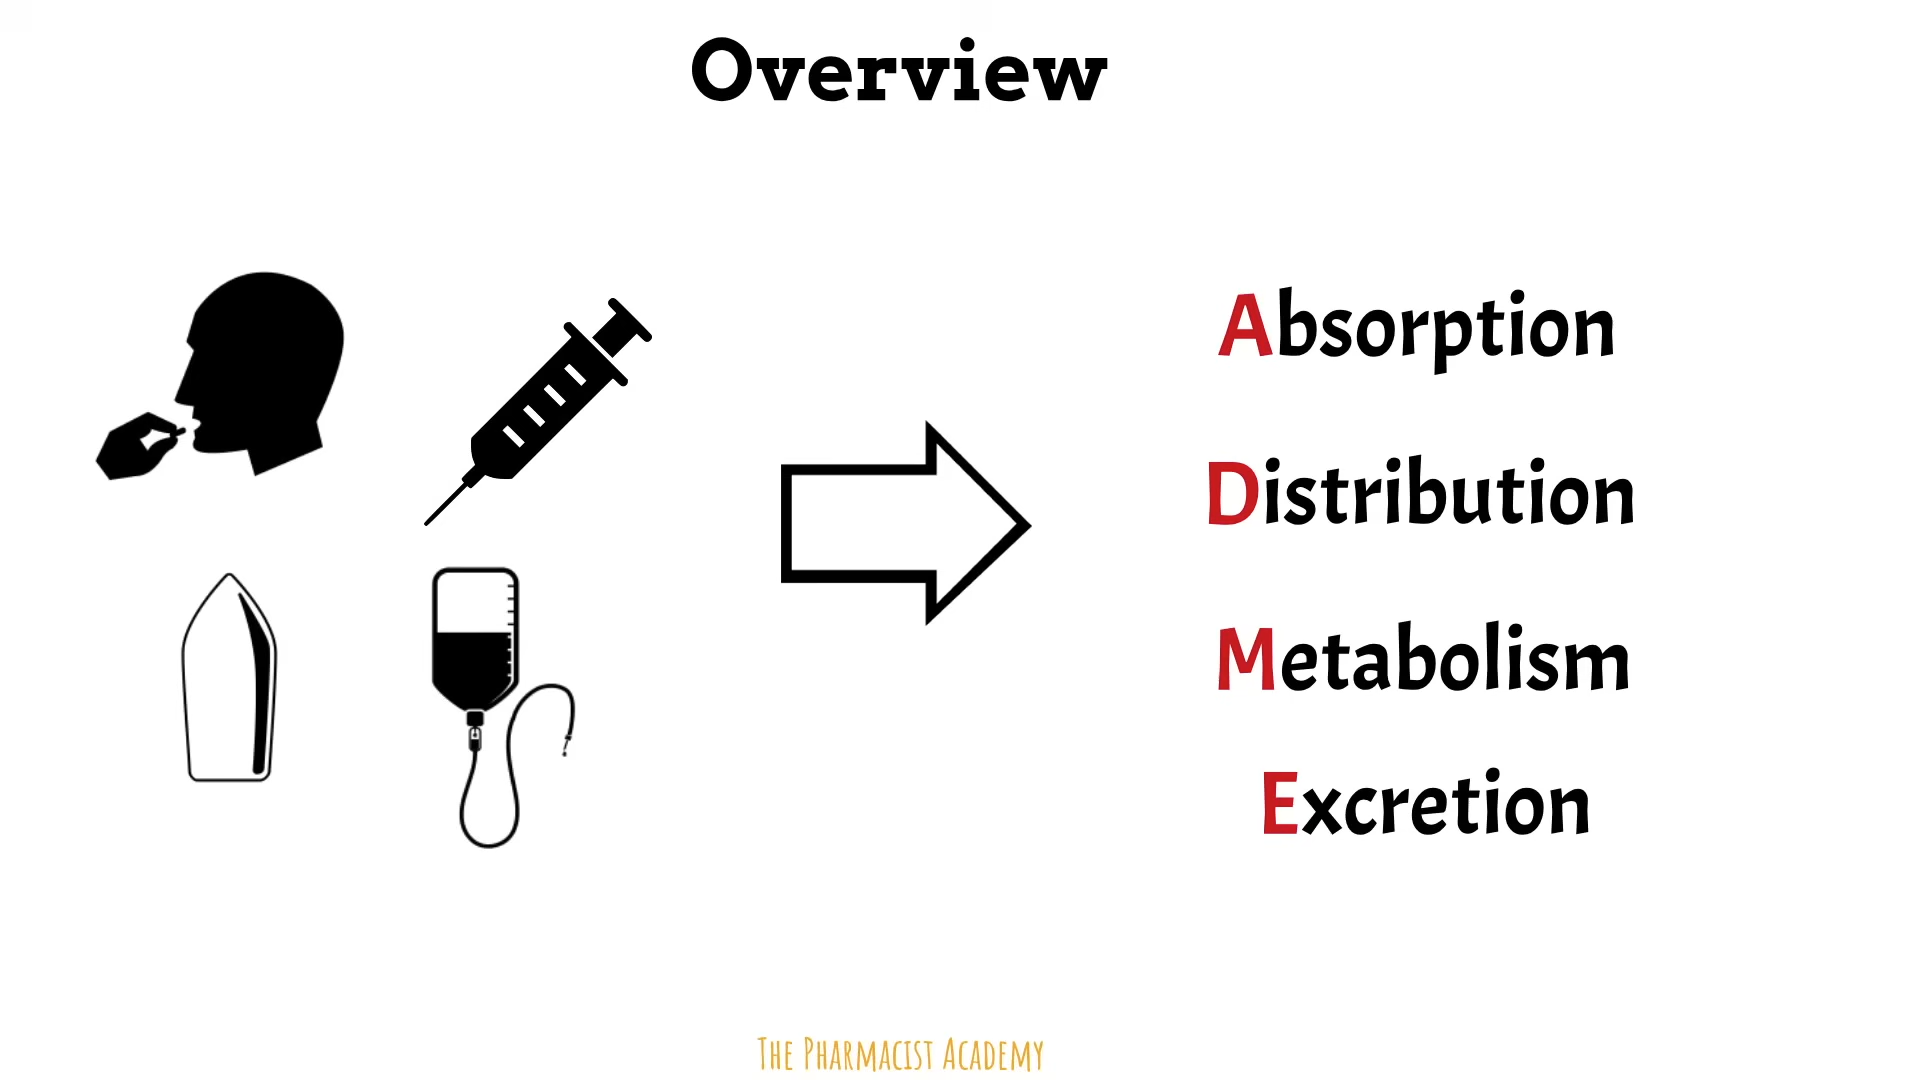 Overview
Absorption
Distribution
Metabolism
Excretion
The Pharmacist Academy